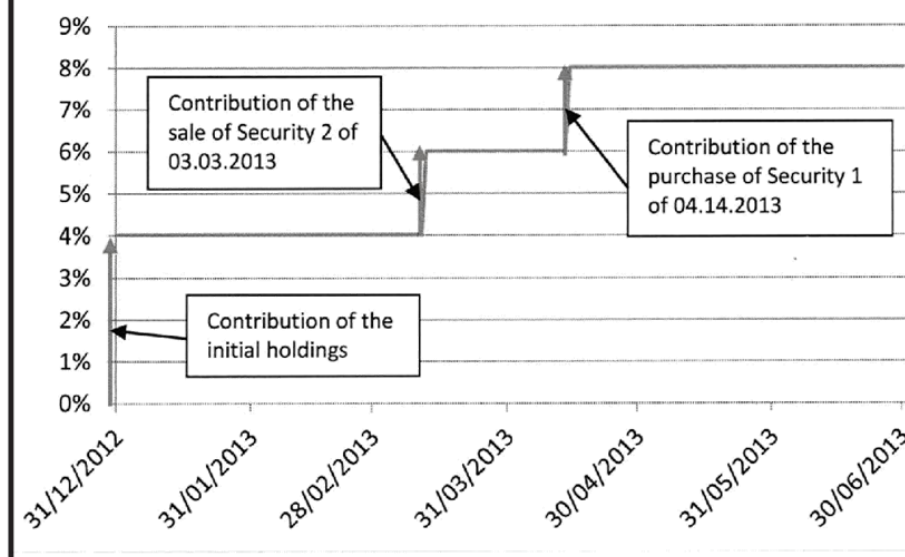 9%
8%
7%
6%
5%
4%
3%
2%
1%
0%
Contribution of the
sale of Security 2 of
03.03.2013
Contribution of the
purchase of Security 1
of 04.14.2013
Contribution of the
initial holdings
31/12/2012
31/01/2013
28/02/2013
31/03/2013
30/04/2013
31/05/2013
30/06/2013